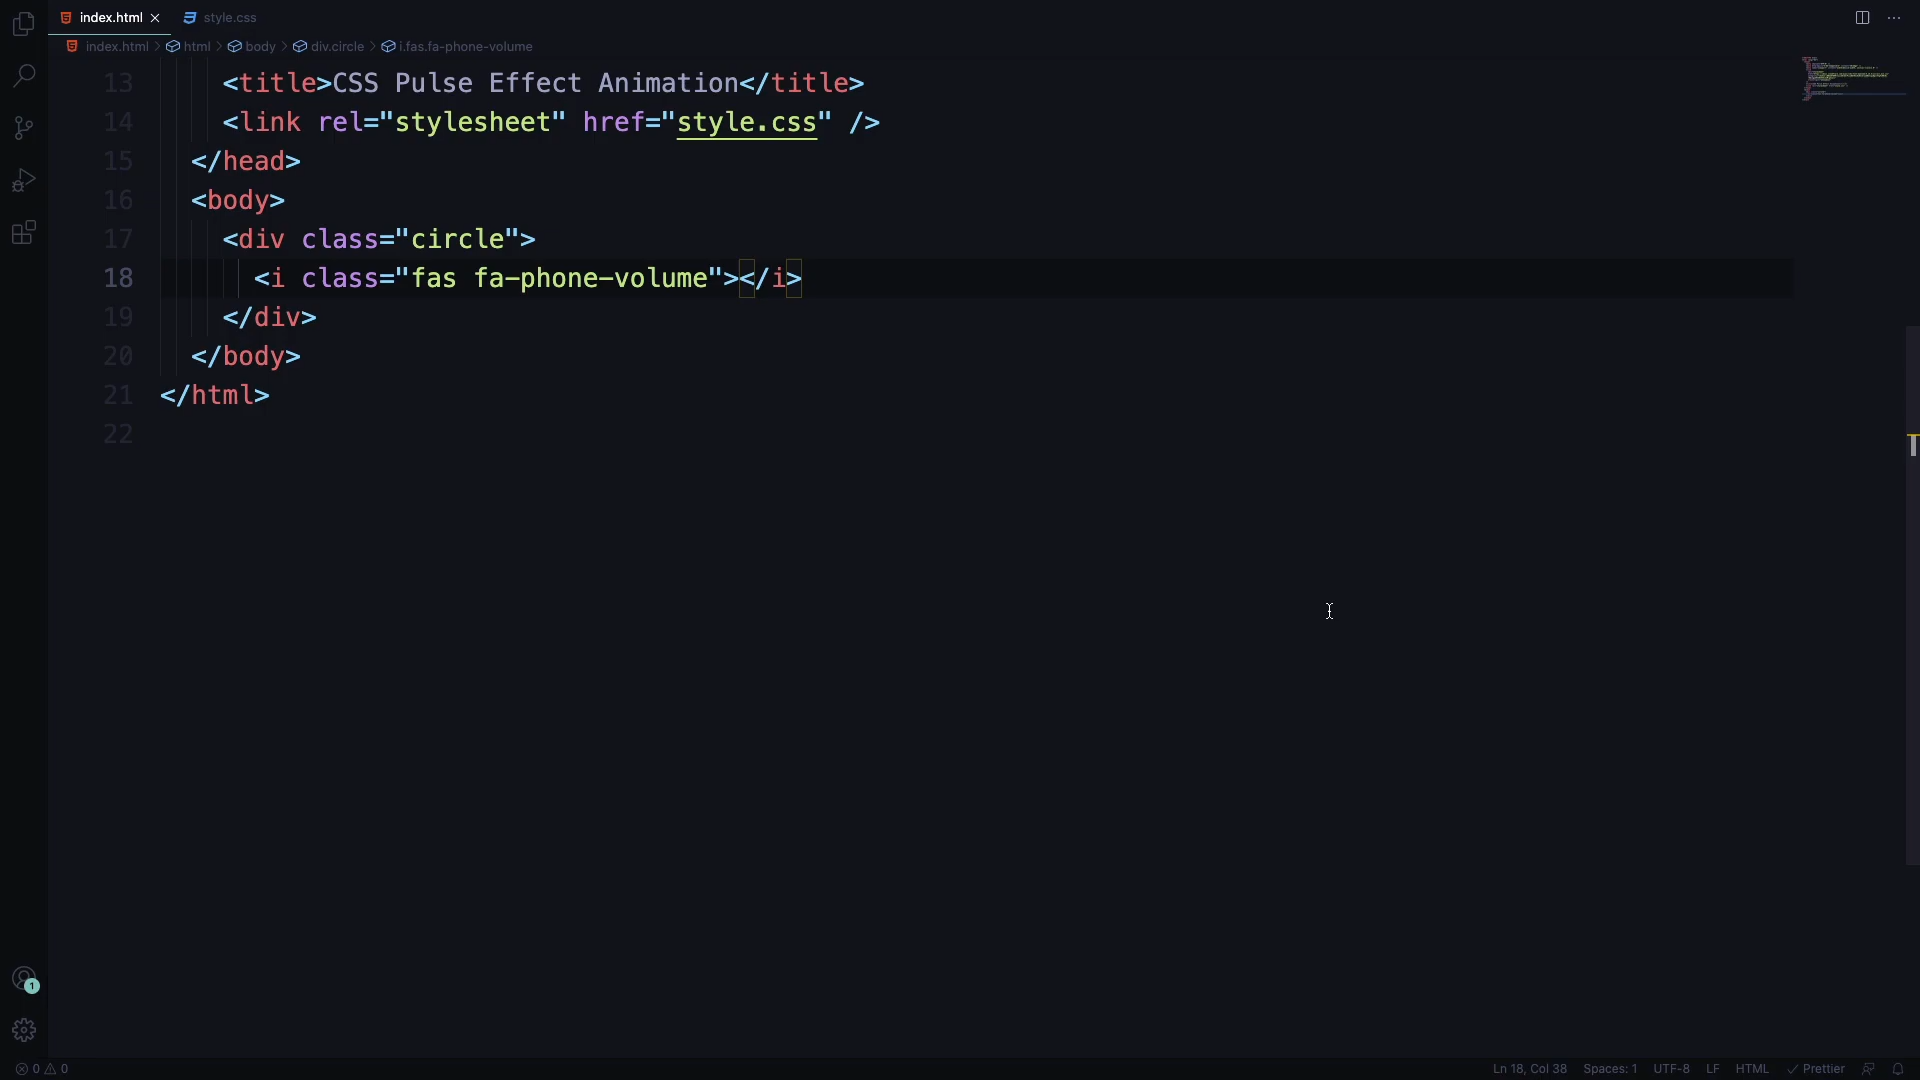 index.html
style.css
index.html > html > body > div.circle > i.fas.fa-phone-volume
13 <title>CSS Pulse Effect Animation</title>
14 <link rel="stylesheet" href="style.css" />
15 </head>
16 <body>
17 <div class="circle">
18 <i class="fas fa-phone-volume"></i>
19 </div>
20 </body>
21 </html>
22
1
0 0 Ln 18, Col 38 Spaces: 1 UTF-8 LF HTML Prettier